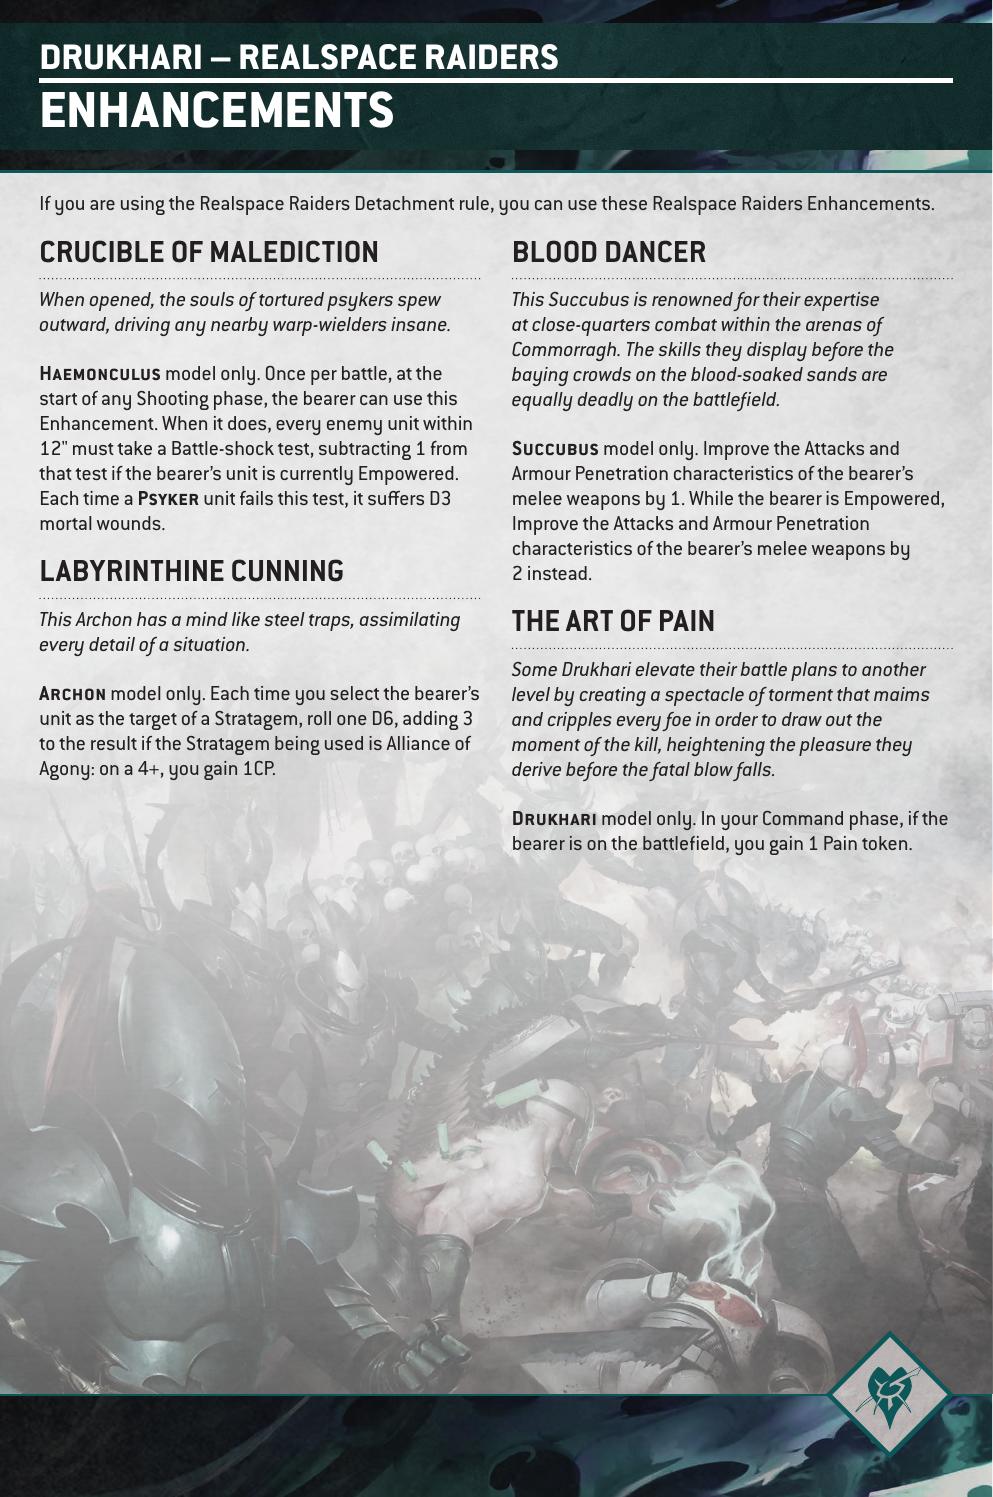 DRUKHARI – REALSPACE RAIDERS
ENHANCEMENTS
If you are using the Realspace Raiders Detachment rule, you can use these Realspace Raiders Enhancements.
CRUCIBLE OF MALEDICTION
When opened, the souls of tortured psykers spew
outward, driving any nearby warp-wielders insane.
HAEMONCULUS model only. Once per battle, at the
start of any Shooting phase, the bearer can use this
Enhancement. When it does, every enemy unit within
12" must take a Battle-shock test, subtracting 1 from
that test if the bearer's unit is currently Empowered.
Each time a PSYKER unit fails this test, it suffers D3
mortal wounds.
LABYRINTHINE CUNNING
This Archon has a mind like steel traps, assimilating
every detail of a situation.
ARCHON model only. Each time you select the bearer's
unit as the target of a Stratagem, roll one D6, adding 3
to the result if the Stratagem being used is Alliance of
Agony: on a 4+, you gain 1CP.
BLOOD DANCER
This Succubus is renowned for their expertise
at close-quarters combat within the arenas of
Commorragh. The skills they display before the
baying crowds on the blood-soaked sands are
equally deadly on the battlefield.
SUCCUBUS model only. Improve the Attacks and
Armour Penetration characteristics of the bearer's
melee weapons by 1. While the bearer is Empowered,
Improve the Attacks and Armour Penetration
characteristics of the bearer's melee weapons by
2 instead.
THE ART OF PAIN
Some Drukhari elevate their battle plans to another
level by creating a spectacle of torment that maims
and cripples every foe in order to draw out the
moment of the kill, heightening the pleasure they
derive before the fatal blow falls.
DRUKHARI model only. In your Command phase, if the
bearer is on the battlefield, you gain 1 Pain token.